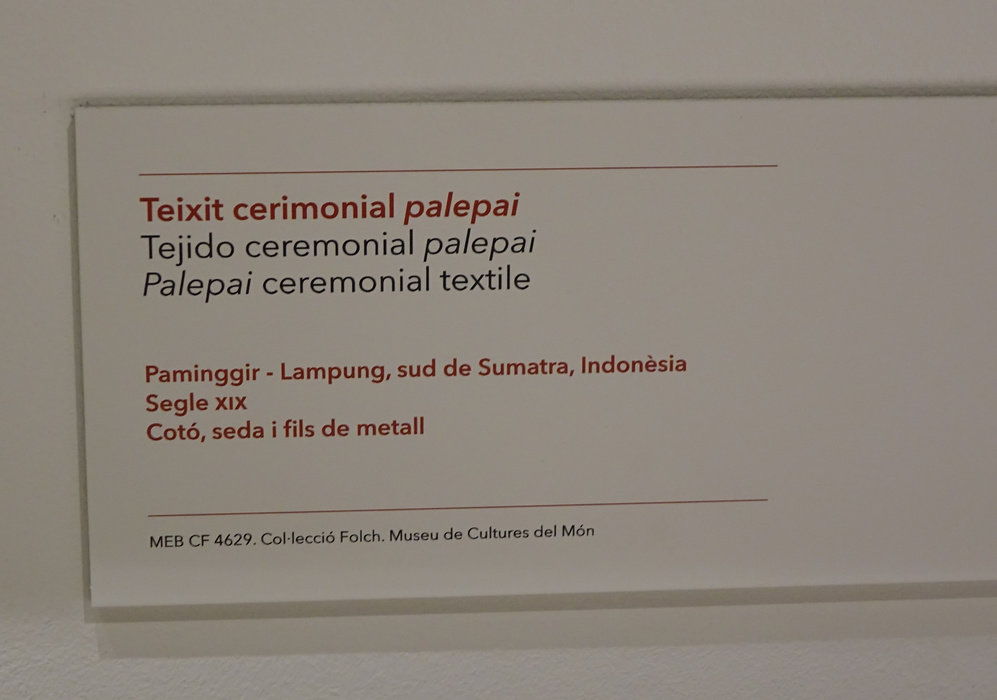 Teixit cerimonial palepai
Tejido ceremonial palepai
Palepai ceremonial textile
Paminggir - Lampung, sud de Sumatra, Indonèsia
Segle XIX
Cotó, seda i fils de metall
MEB CF 4629. Col·lecció Folch. Museu de Cultures del Món